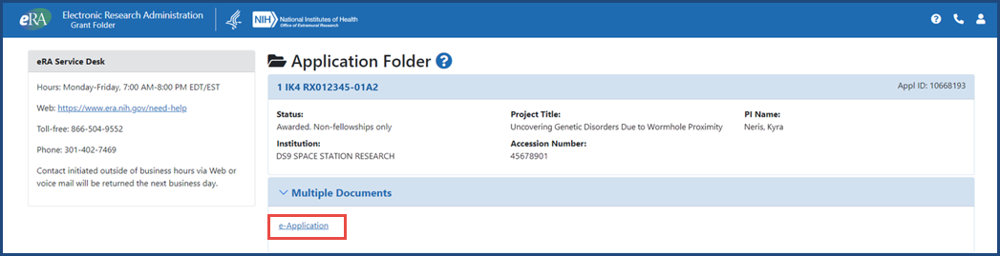 eRA
Electronic Research Administration
Grant Folder
NIH
National Institutes of Health
Office of Extramural Research
eRA Service Desk
Hours: Monday-Friday, 7:00 AM-8:00 PM EDT/EST
Web: https://www.era.nih.gov/need-help
Toll-free: 866-504-9552
Phone: 301-402-7469
Contact initiated outside of business hours via Web or
voice mail will be returned the next business day.
Application Folder ?
1 IK4 RX012345-01A2
Appl ID: 10668193
Status:
Awarded. Non-fellowships only
Project Title:
Uncovering Genetic Disorders Due to Wormhole Proximity
PI Name:
Neris, Kyra
Institution:
DS9 SPACE STATION RESEARCH
Accession Number:
45678901
Multiple Documents
e-Application